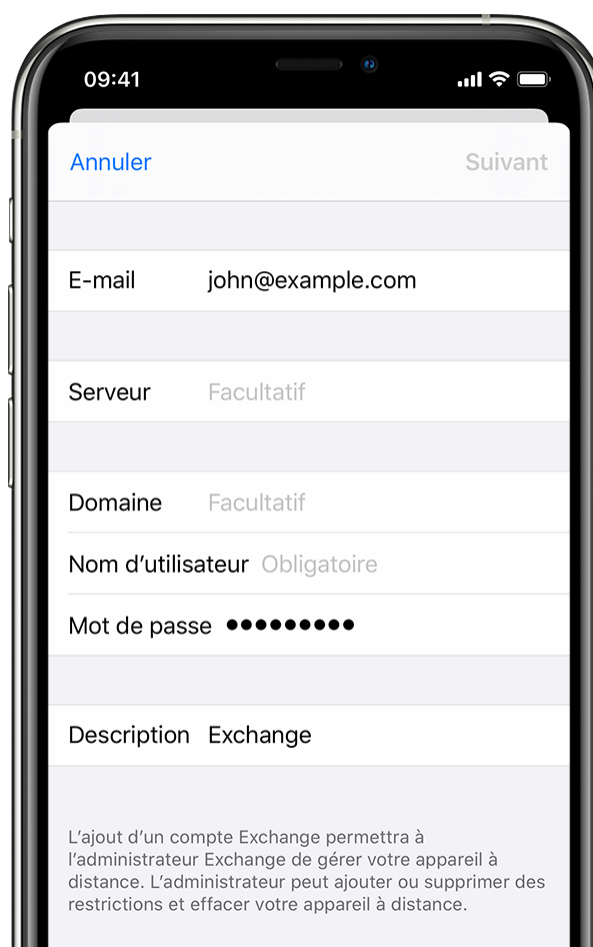 09:41
Annuler Suivant
E-mail john@example.com
Serveur Facultatif
Domaine Facultatif
Nom d’utilisateur Obligatoire
Mot de passe ●●●●●●●●●
Description Exchange
L’ajout d’un compte Exchange permettra à
l’administrateur Exchange de gérer votre appareil à
distance. L’administrateur peut ajouter ou supprimer des
restrictions et effacer votre appareil à distance.